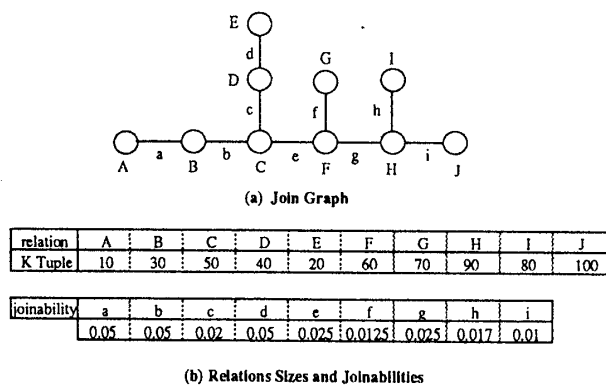 E
d
G
I
D
c
f
h
a
b
e
g
i
A
B
C
F
H
J
(a) Join Graph
relation A B C D E F G H I J
K Tuple 10 30 50 40 20 60 70 90 80 100
joinability a b c d e f g h i
0.05 0.05 0.02 0.05 0.025 0.0125 0.025 0.017 0.01
(b) Relations Sizes and Joinabilities